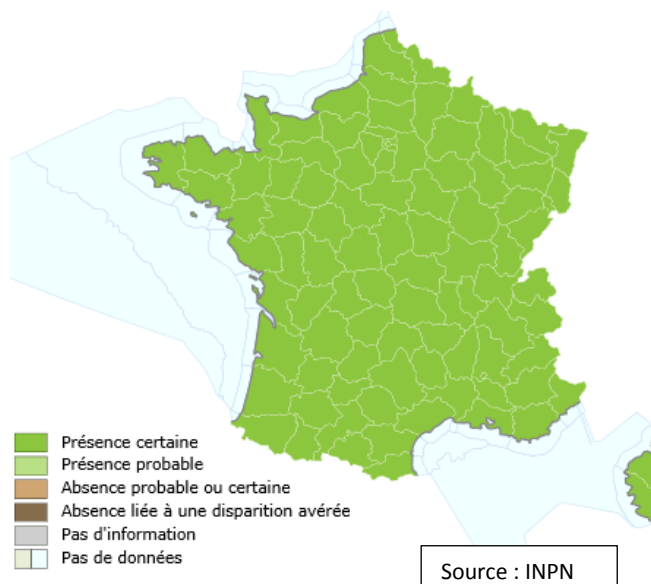 Présence certaine
Présence probable
Absence probable ou certaine
Absence liée à une disparition avérée
Pas d'information
Pas de données
Source : INPN